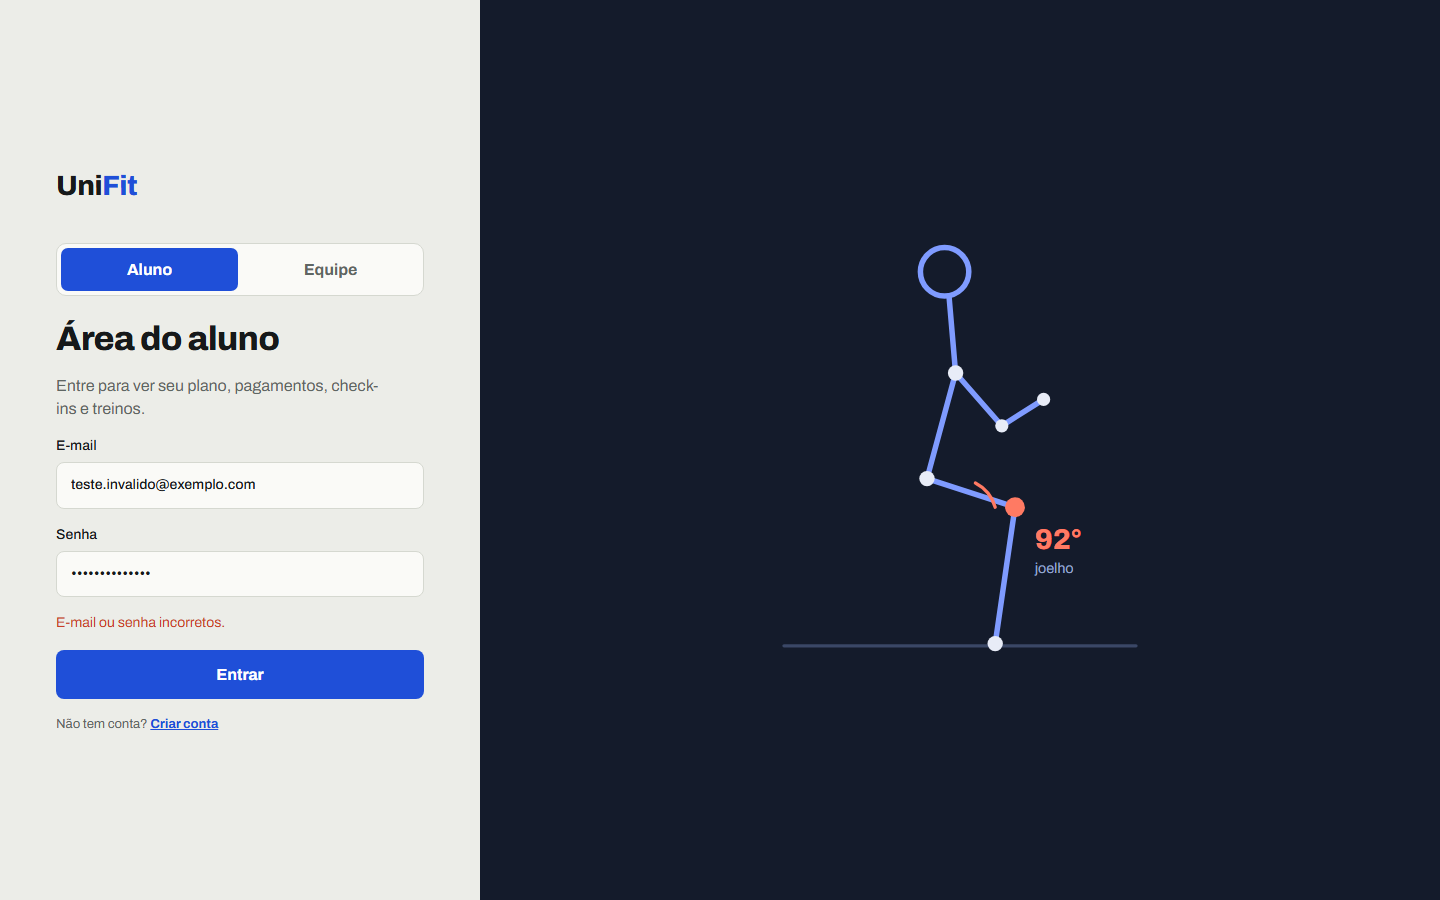 UniFit
Aluno
Equipe
Área do aluno
Entre para ver seu plano, pagamentos, check-
ins e treinos.
E-mail
teste.invalido@exemplo.com
Senha
••••••••••••••
E-mail ou senha incorretos.
Entrar
Não tem conta? Criar conta
92°
joelho